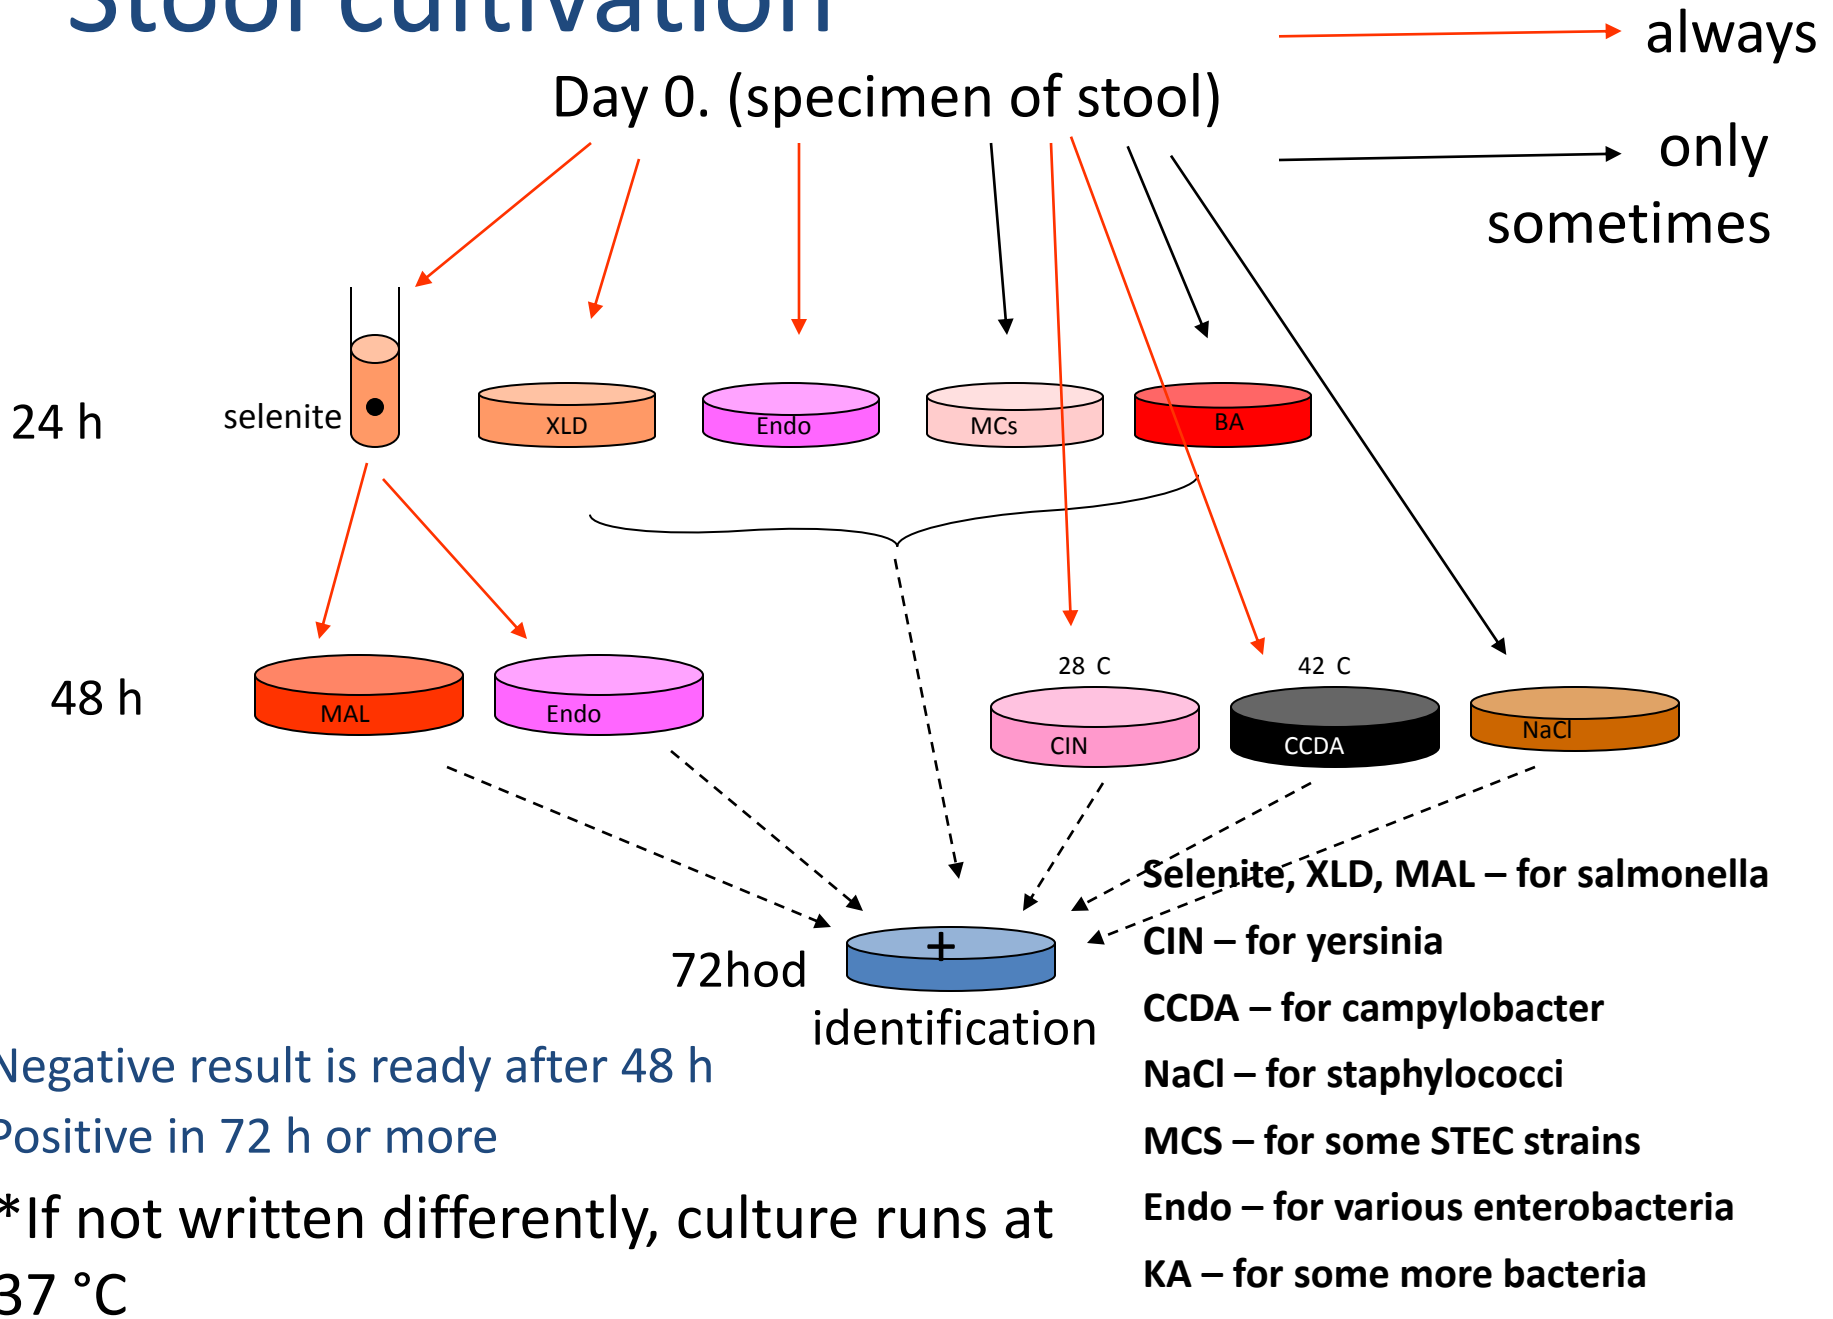 Stool cultivation
always
Day 0. (specimen of stool)
only
sometimes
24 h
selenite
XLD
Endo
MCs
BA
48 h
MAL
Endo
28 C
CIN
42 C
CCDA
NaCl
72hod
+
identification
Selenite, XLD, MAL – for salmonella
CIN – for yersinia
CCDA – for campylobacter
NaCl – for staphylococci
MCS – for some STEC strains
Endo – for various enterobacteria
KA – for some more bacteria
Negative result is ready after 48 h
Positive in 72 h or more
*If not written differently, culture runs at
37 °C